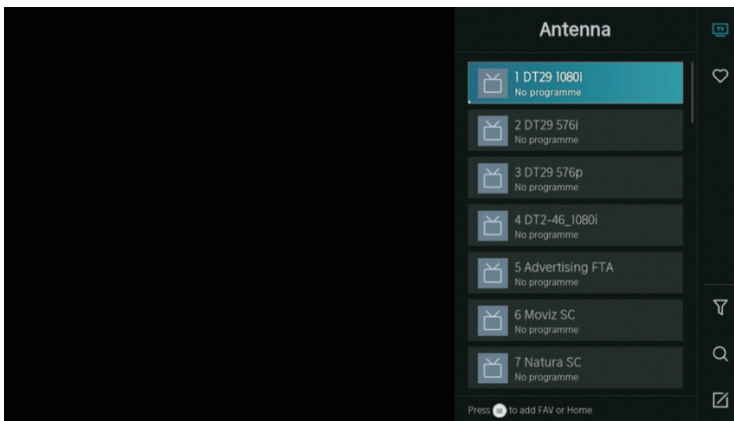 Antenna
TV
1 DT29 1080i
No programme
2 DT29 576i
No programme
3 DT29 576p
No programme
4 DT2-46_1080i
No programme
5 Advertising FTA
No programme
6 Moviz SC
No programme
7 Natura SC
No programme
Press to add FAV or Home